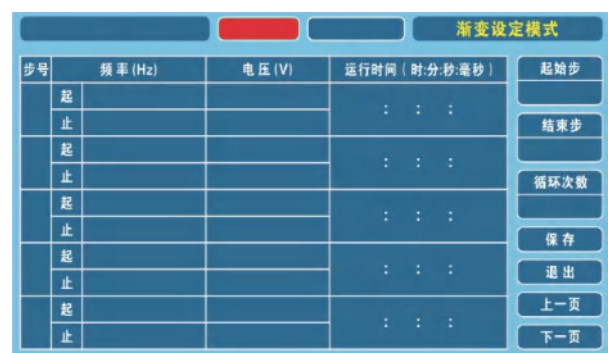 渐变设定模式
步号 频率(Hz) 电压(V) 运行时间(时:分:秒:毫秒) 起始步
起
: : :
止
结束步
起
: : :
止
循环次数
起
: : :
止
保存
起
: : :
止
退出
起
: : :
止
上一页
下一页